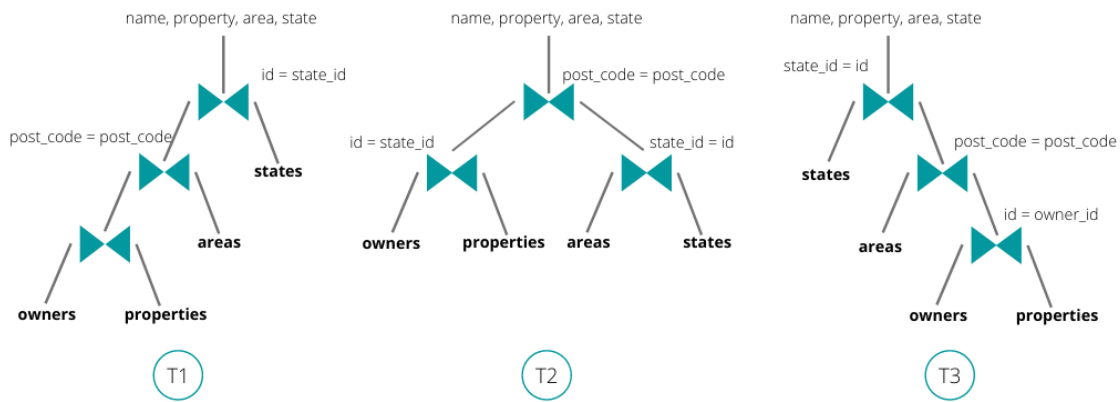 name, property, area, state
id = state_id
post_code = post_code
states
areas
owners
properties
T1
name, property, area, state
post_code = post_code
id = state_id
state_id = id
owners
properties
areas
states
T2
name, property, area, state
state_id = id
post_code = post_code
states
id = owner_id
areas
owners
properties
T3